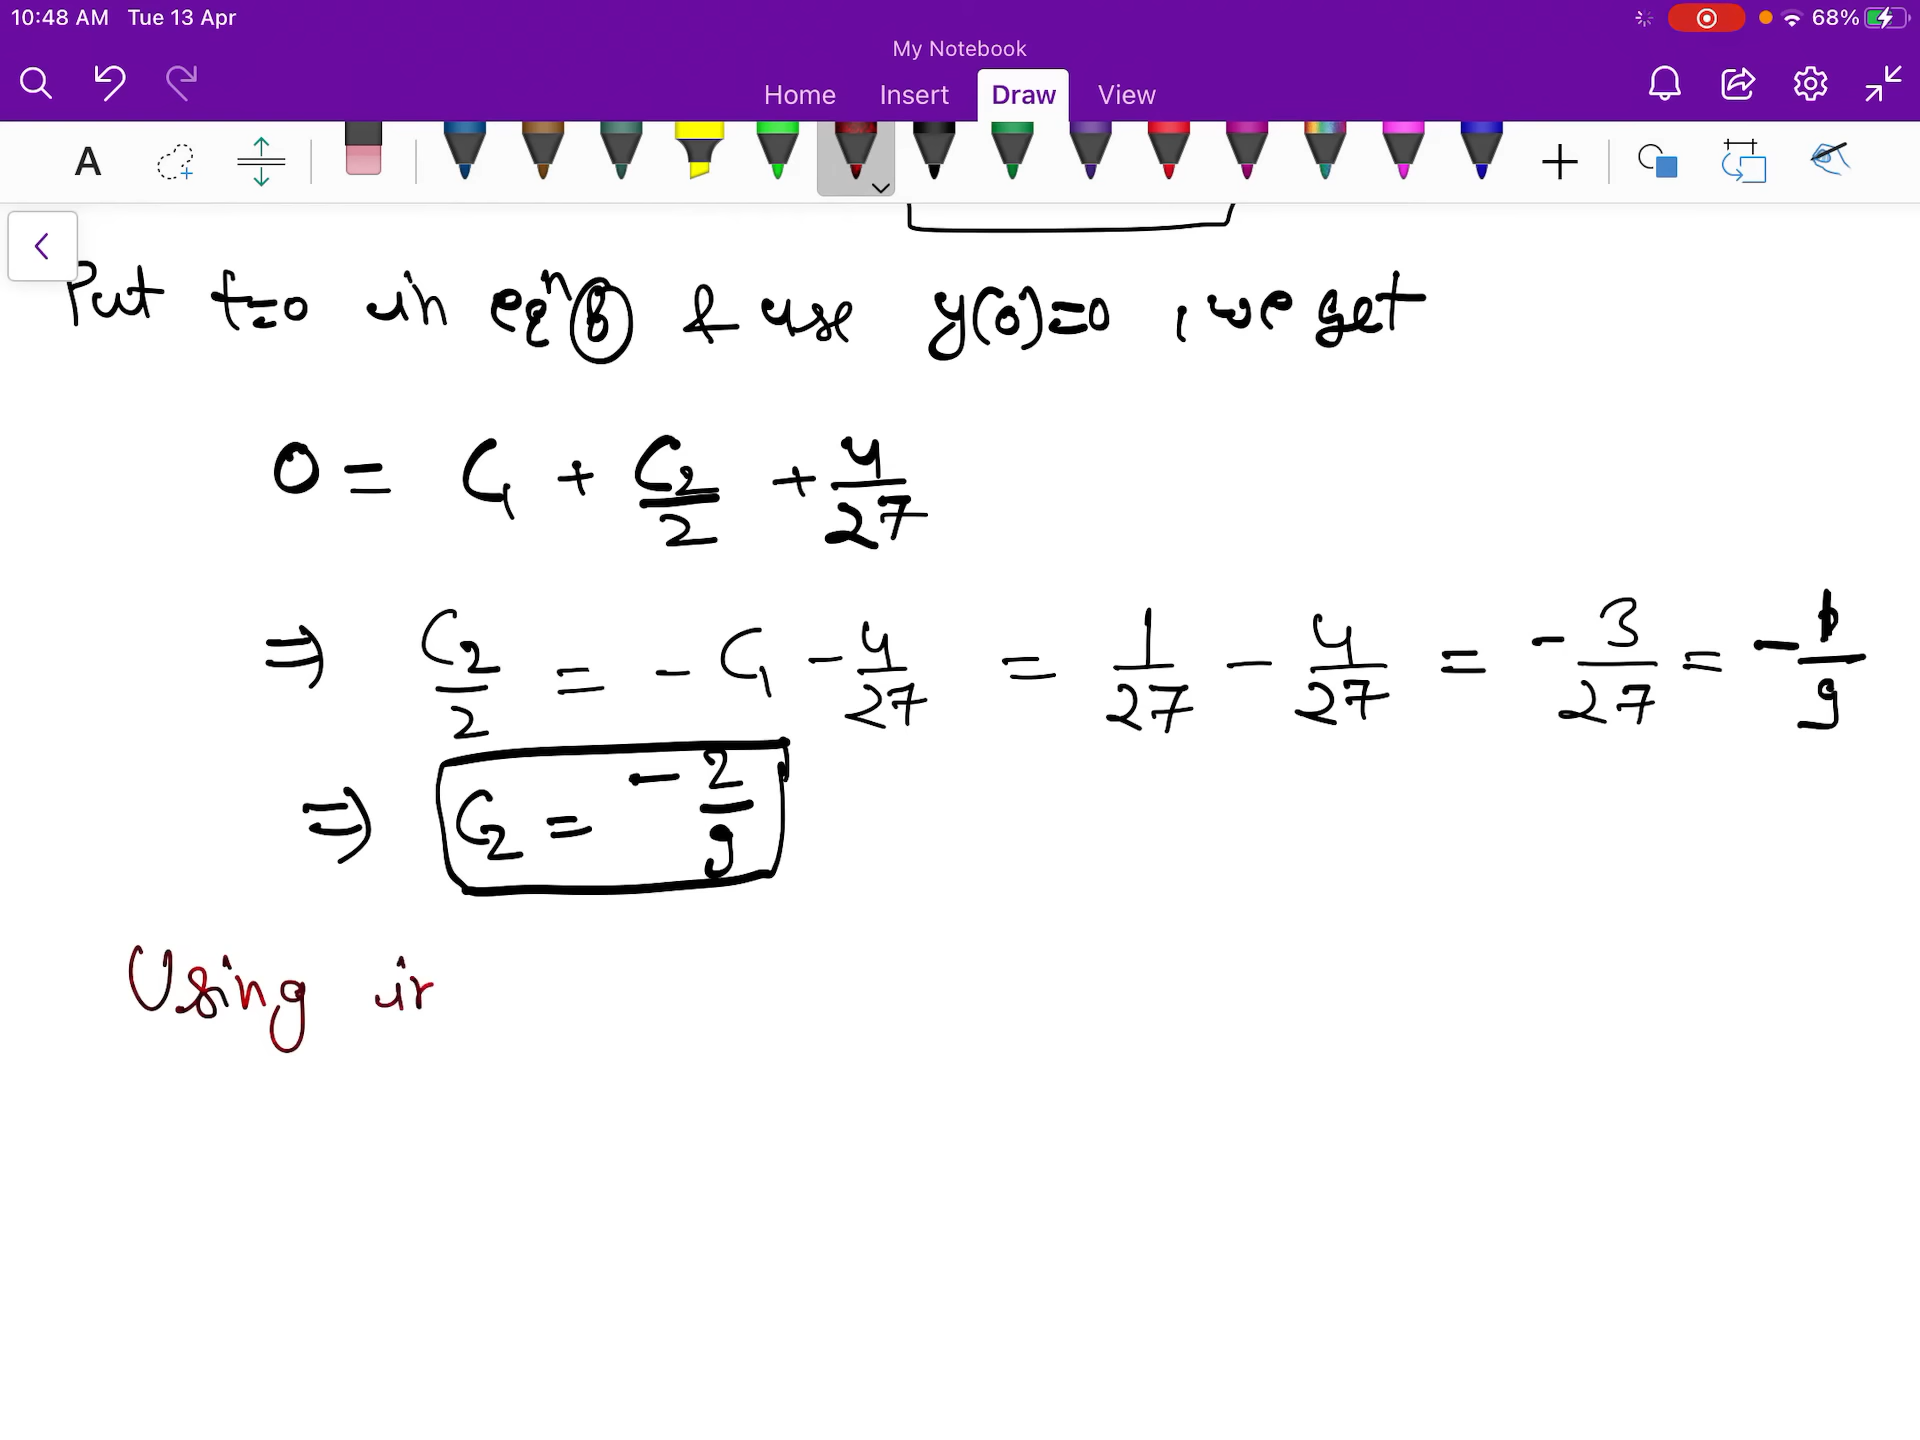 10:48 AM Tue 13 Apr
68%
My Notebook
Home Insert Draw View
A
Put t=0 in eqⁿ ⑧ & use y(0)=0 , we get
0 = C₁ + C₂/2 + 4/27
⇒ C₂/2 = - C₁ - 4/27 = 1/27 - 4/27 = - 3/27 = - 1/9
⇒ C₂ = - 2/9
Using in